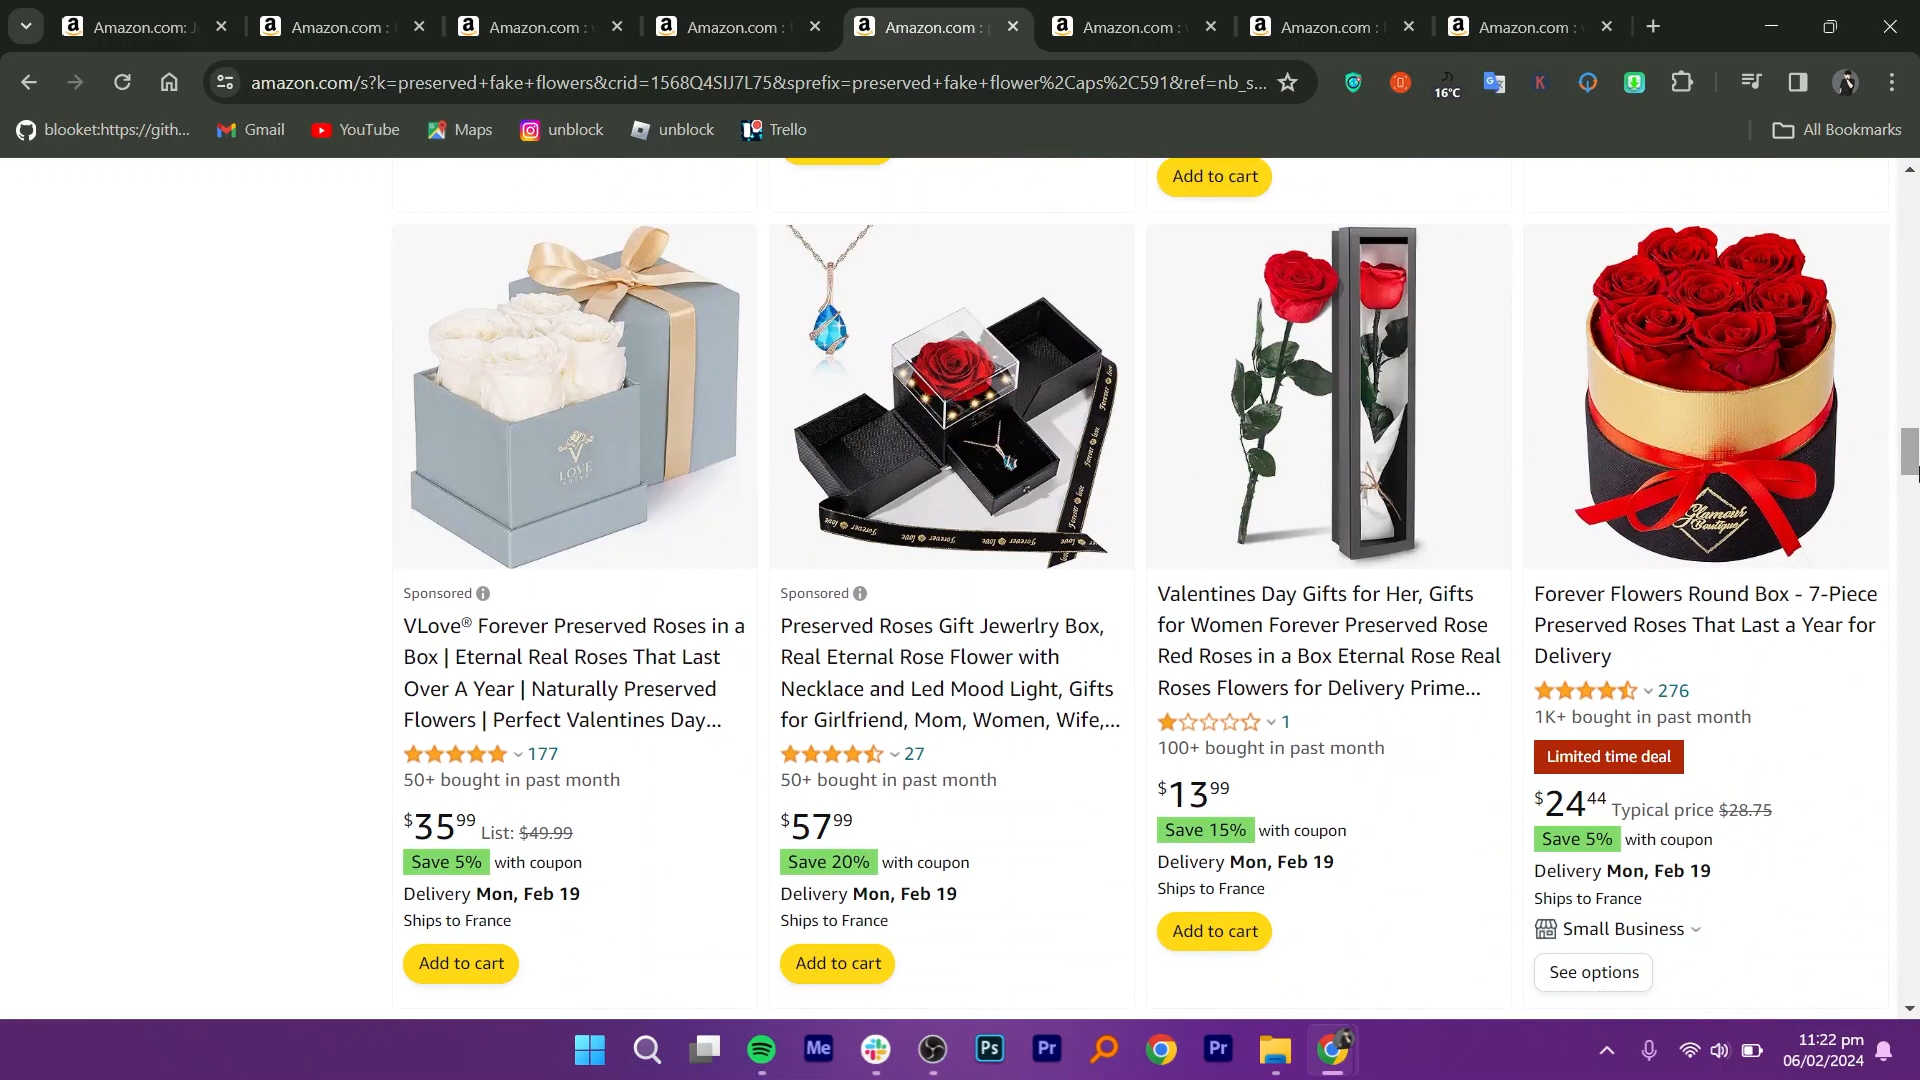 Amazon.com: J
Amazon.com : t
Amazon.com :
Amazon.com :
Amazon.com : p
Amazon.com :
Amazon.com : l
Amazon.com :
amazon.com/s?k=preserved+fake+flowers&crid=1568Q4SIJ7L75&sprefix=preserved+fake+flower%2Caps%2C591&ref=nb_s...
16°C
K
blooket:https://gith...
Gmail
YouTube
Maps
unblock
unblock
Trello
All Bookmarks
Add to cart
LOVE
Forever love
Glamour
Boutique
Sponsored
VLove® Forever Preserved Roses in a
Box | Eternal Real Roses That Last
Over A Year | Naturally Preserved
Flowers | Perfect Valentines Day...
177
50+ bought in past month
$35.99 List: $49.99
Save 5% with coupon
Delivery Mon, Feb 19
Ships to France
Add to cart
Sponsored
Preserved Roses Gift Jewerlry Box,
Real Eternal Rose Flower with
Necklace and Led Mood Light, Gifts
for Girlfriend, Mom, Women, Wife,...
27
50+ bought in past month
$57.99
Save 20% with coupon
Delivery Mon, Feb 19
Ships to France
Add to cart
Valentines Day Gifts for Her, Gifts
for Women Forever Preserved Rose
Red Roses in a Box Eternal Rose Real
Roses Flowers for Delivery Prime...
1
100+ bought in past month
$13.99
Save 15% with coupon
Delivery Mon, Feb 19
Ships to France
Add to cart
Forever Flowers Round Box - 7-Piece
Preserved Roses That Last a Year for
Delivery
276
1K+ bought in past month
Limited time deal
$24.44 Typical price $28.75
Save 5% with coupon
Delivery Mon, Feb 19
Ships to France
Small Business
See options
Me
Ps
Pr
Pr
11:22 pm
06/02/2024